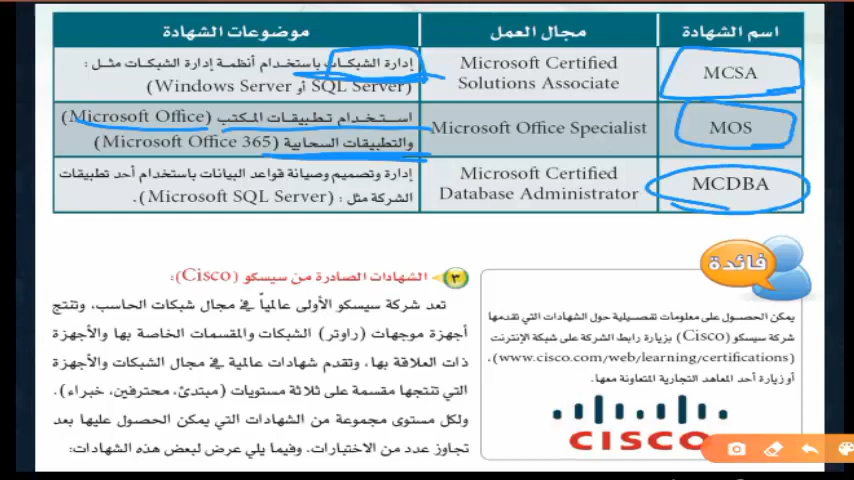 اسم الشهادة
مجال العمل
موضوعات الشهادة
MCSA
Microsoft Certified
Solutions Associate
إدارة الشبكات باستخدام أنظمة إدارة الشبكات مثل :
(Windows Server أو SQL Server)
MOS
Microsoft Office Specialist
استخدام تطبيقات المكتب (Microsoft Office)
والتطبيقات السحابية (Microsoft Office 365)
MCDBA
Microsoft Certified
Database Administrator
إدارة وتصميم وصيانة قواعد البيانات باستخدام أحد تطبيقات
الشركة مثل : (Microsoft SQL Server).
فائدة
يمكن الحصول على معلومات تفصيلية حول الشهادات التي تقدمها
شركة سيسكو (Cisco) بزيارة رابط الشركة على شبكة الإنترنت
(www.cisco.com/web/learning/certifications)،
أو زيارة أحد المعاهد التجارية المتعاونة معها.
CISCO
٣ الشهادات الصادرة من سيسكو (Cisco):
تعد شركة سيسكو الأولى عالمياً في مجال شبكات الحاسب، وتنتج
أجهزة موجهات (راوتر) الشبكات والمقسمات الخاصة بها والأجهزة
ذات العلاقة بها، وتقدم شهادات عالمية في مجال الشبكات والأجهزة
التي تنتجها مقسمة على ثلاثة مستويات (مبتدئ، محترفين، خبراء).
ولكل مستوى مجموعة من الشهادات التي يمكن الحصول عليها بعد
تجاوز عدد من الاختبارات. وفيما يلي عرض لبعض هذه الشهادات: